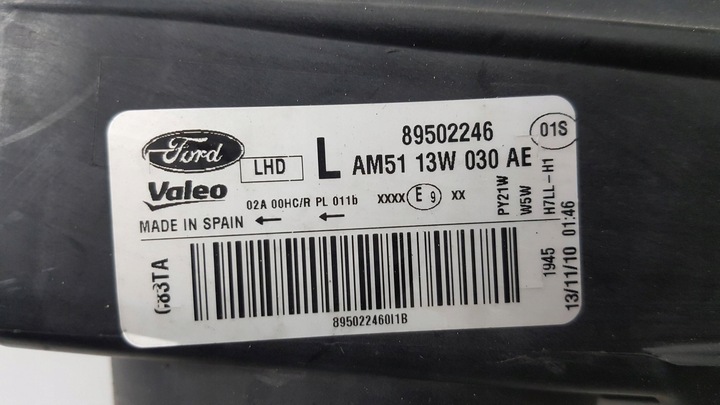 Ford
LHD
L
89502246
01S
AM51 13W 030 AE
Valeo
02A 00HC/R PL 011b
XXXX E 9 XX
MADE IN SPAIN
PY21W
W5W
H7LL-H1
1945
13/11/10 01:46
895022460I1B